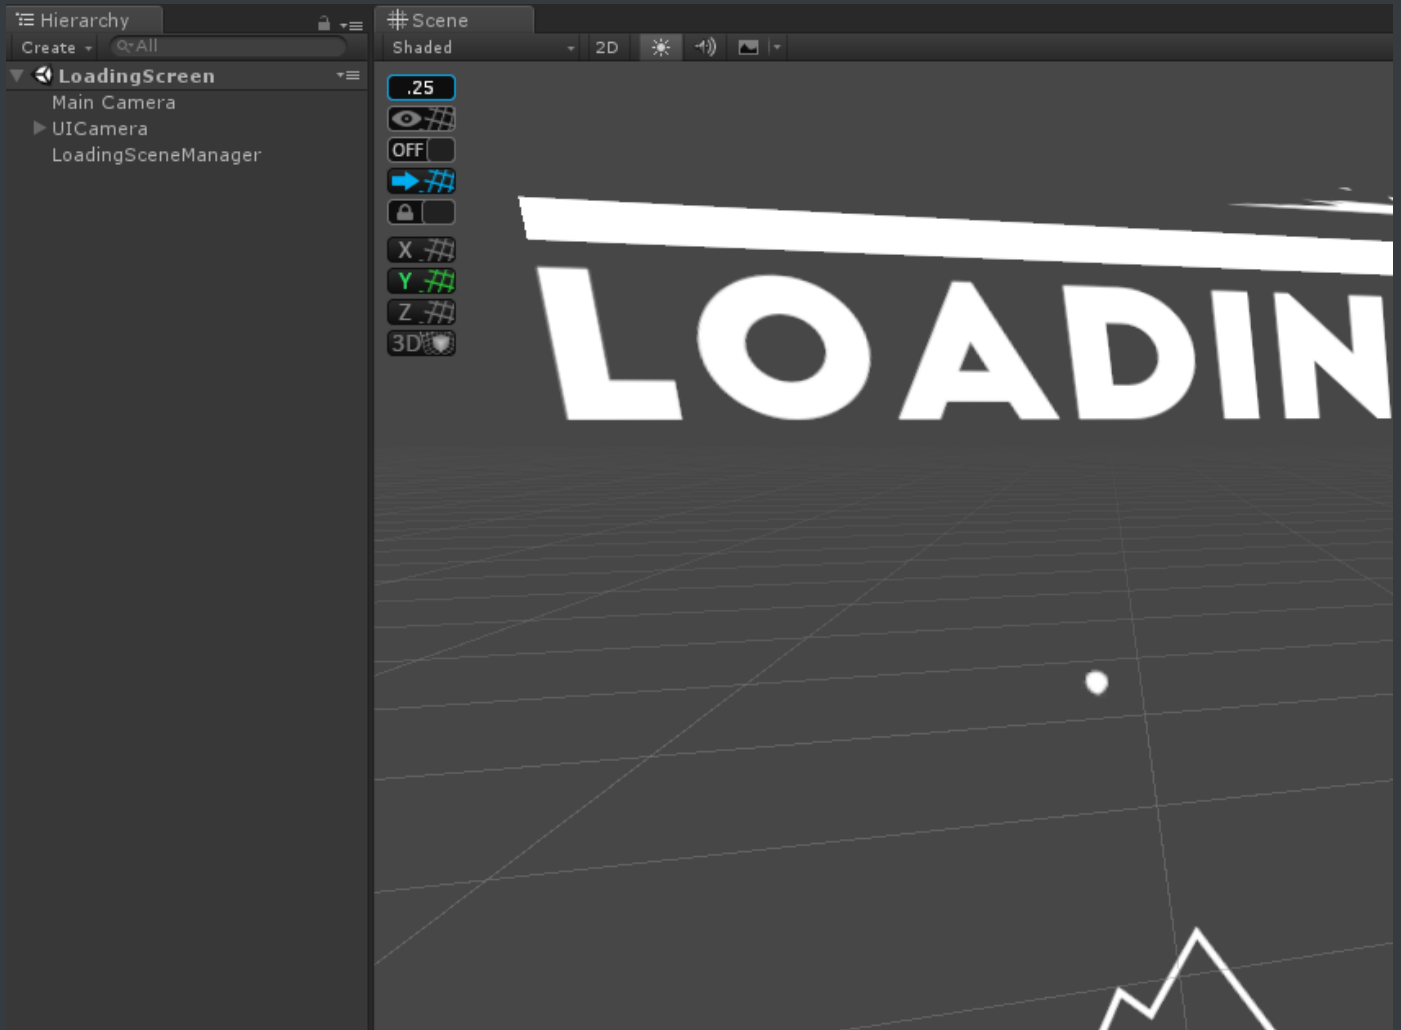 Hierarchy
Create
All
LoadingScreen
Main Camera
UICamera
LoadingSceneManager
Scene
Shaded
2D
.25
OFF
X
Y
Z
3D
LOADIN